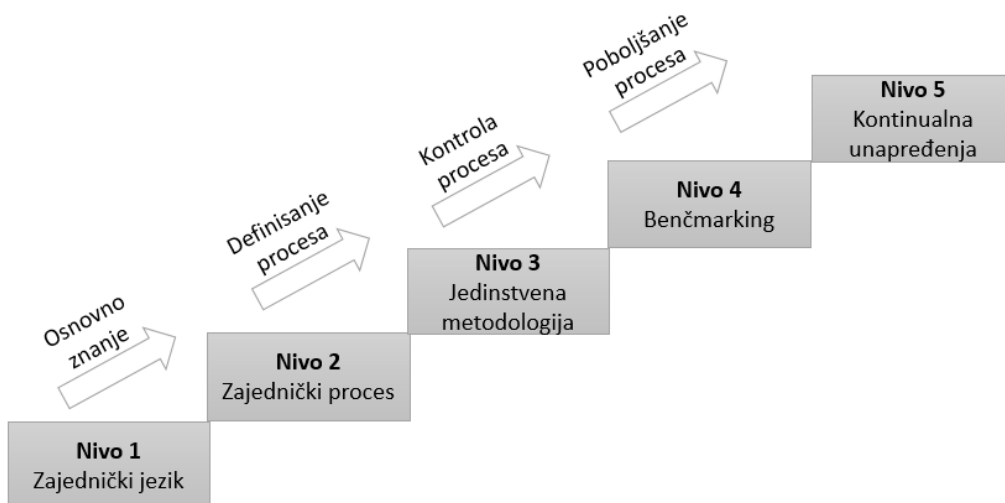 Nivo 1
Zajednički jezik
Osnovno
znanje
Nivo 2
Zajednički proces
Definisanje
procesa
Nivo 3
Jedinstvena
metodologija
Kontrola
procesa
Nivo 4
Benčmarking
Poboljšanje
procesa
Nivo 5
Kontinualna
unapređenja